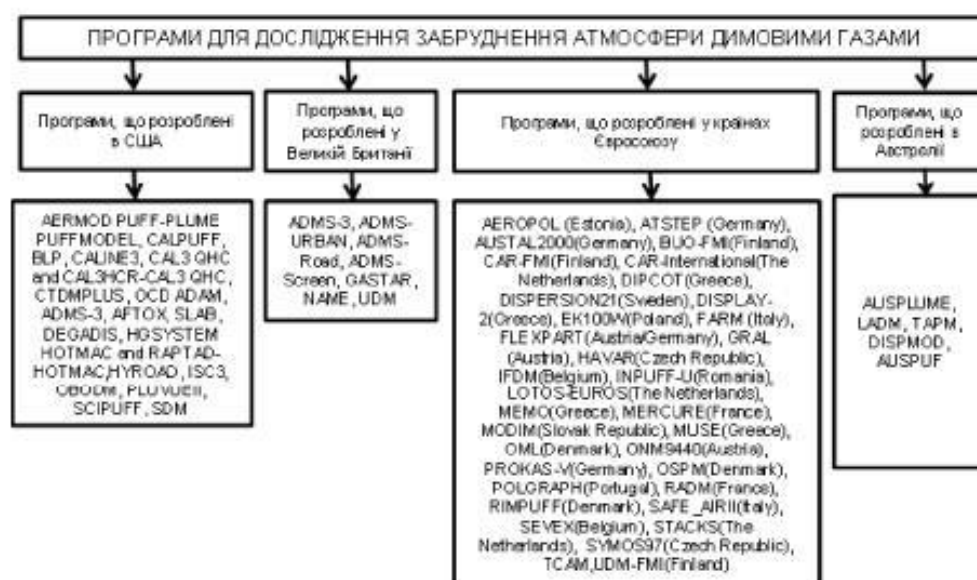 ПРОГРАМИ ДЛЯ ДОСЛІДЖЕННЯ ЗАБРУДНЕННЯ АТМОСФЕРИ ДИМОВИМИ ГАЗАМИ
Програми, що розроблені
в США
Програми, що
розроблені у
Великій Британії
Програми, що розроблені у країнах
Євросоюзу
Програми, що
розроблені в
Австралії
AERMOD PUFF-PLUME
PUFFMODEL, CALPUFF,
BLP, CALINE3, CAL3 QHC
and CAL3HCR-CAL3 QHC,
CTDMPLUS, OCD ADAM,
ADMS-3, AFTOX, SLAB,
DEGADIS, HGSYSTEM
HOTMAC and RAPTAD-
HOTMAC,HYROAD, ISC3,
OBODM, PLUVUEII,
SCIPUFF, SDM
ADMS-3, ADMS-
URBAN, ADMS-
Road, ADMS-
Screen, GASTAR,
NAME, UDM
AEROPOL (Estonia), ATSTEP (Germany),
AUSTAL2000(Germany), BUO-FMI(Finland),
CAR-FMI(Finland), CAR-International(The
Netherlands), DIPCOT(Greece),
DISPERSION21(Sweden), DISPLAY-
2(Greece), EK100W(Poland), FARM (Italy),
FLEXPART(Austria/Germany), GRAL
(Austria), HAVAR(Czech Republic),
IFDM(Belgium), INPUFF-U(Romania),
LOTOS-EUROS(The Netherlands),
MEMO(Greece), MERCURE(France),
MODIM(Slovak Republic), MUSE(Greece),
OML(Denmark), ONM9440(Austria),
PROKAS-V(Germany), OSPM(Denmark),
POLGRAPH(Portugal), RADM(France),
RIMPUFF(Denmark), SAFE_AIRII(Italy),
SEVEX(Belgium), STACKS(The
Netherlands), SYMOS97(Czech Republic),
TCAM,UDM-FMI(Finland)
AUSPLUME,
LADM, TAPM,
DISPMOD,
AUSPUF